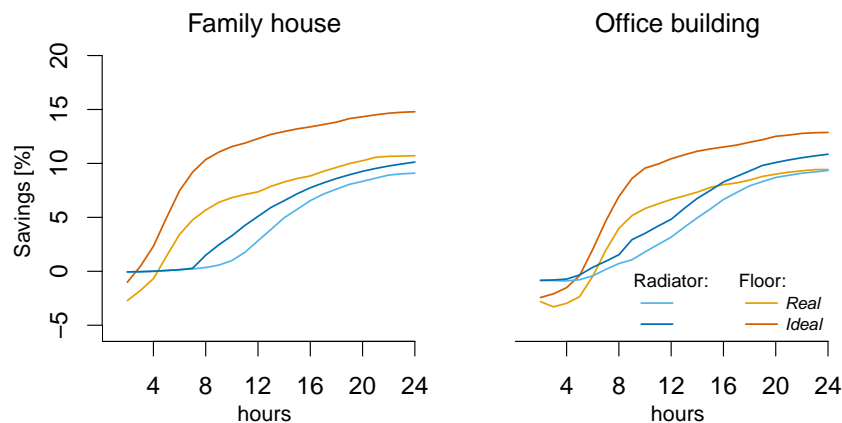 Family house
Office building
Savings [%]
20
15
10
5
0
−5
4 8 12 16 20 24
hours
Radiator: Floor:
Real
Ideal
4 8 12 16 20 24
hours